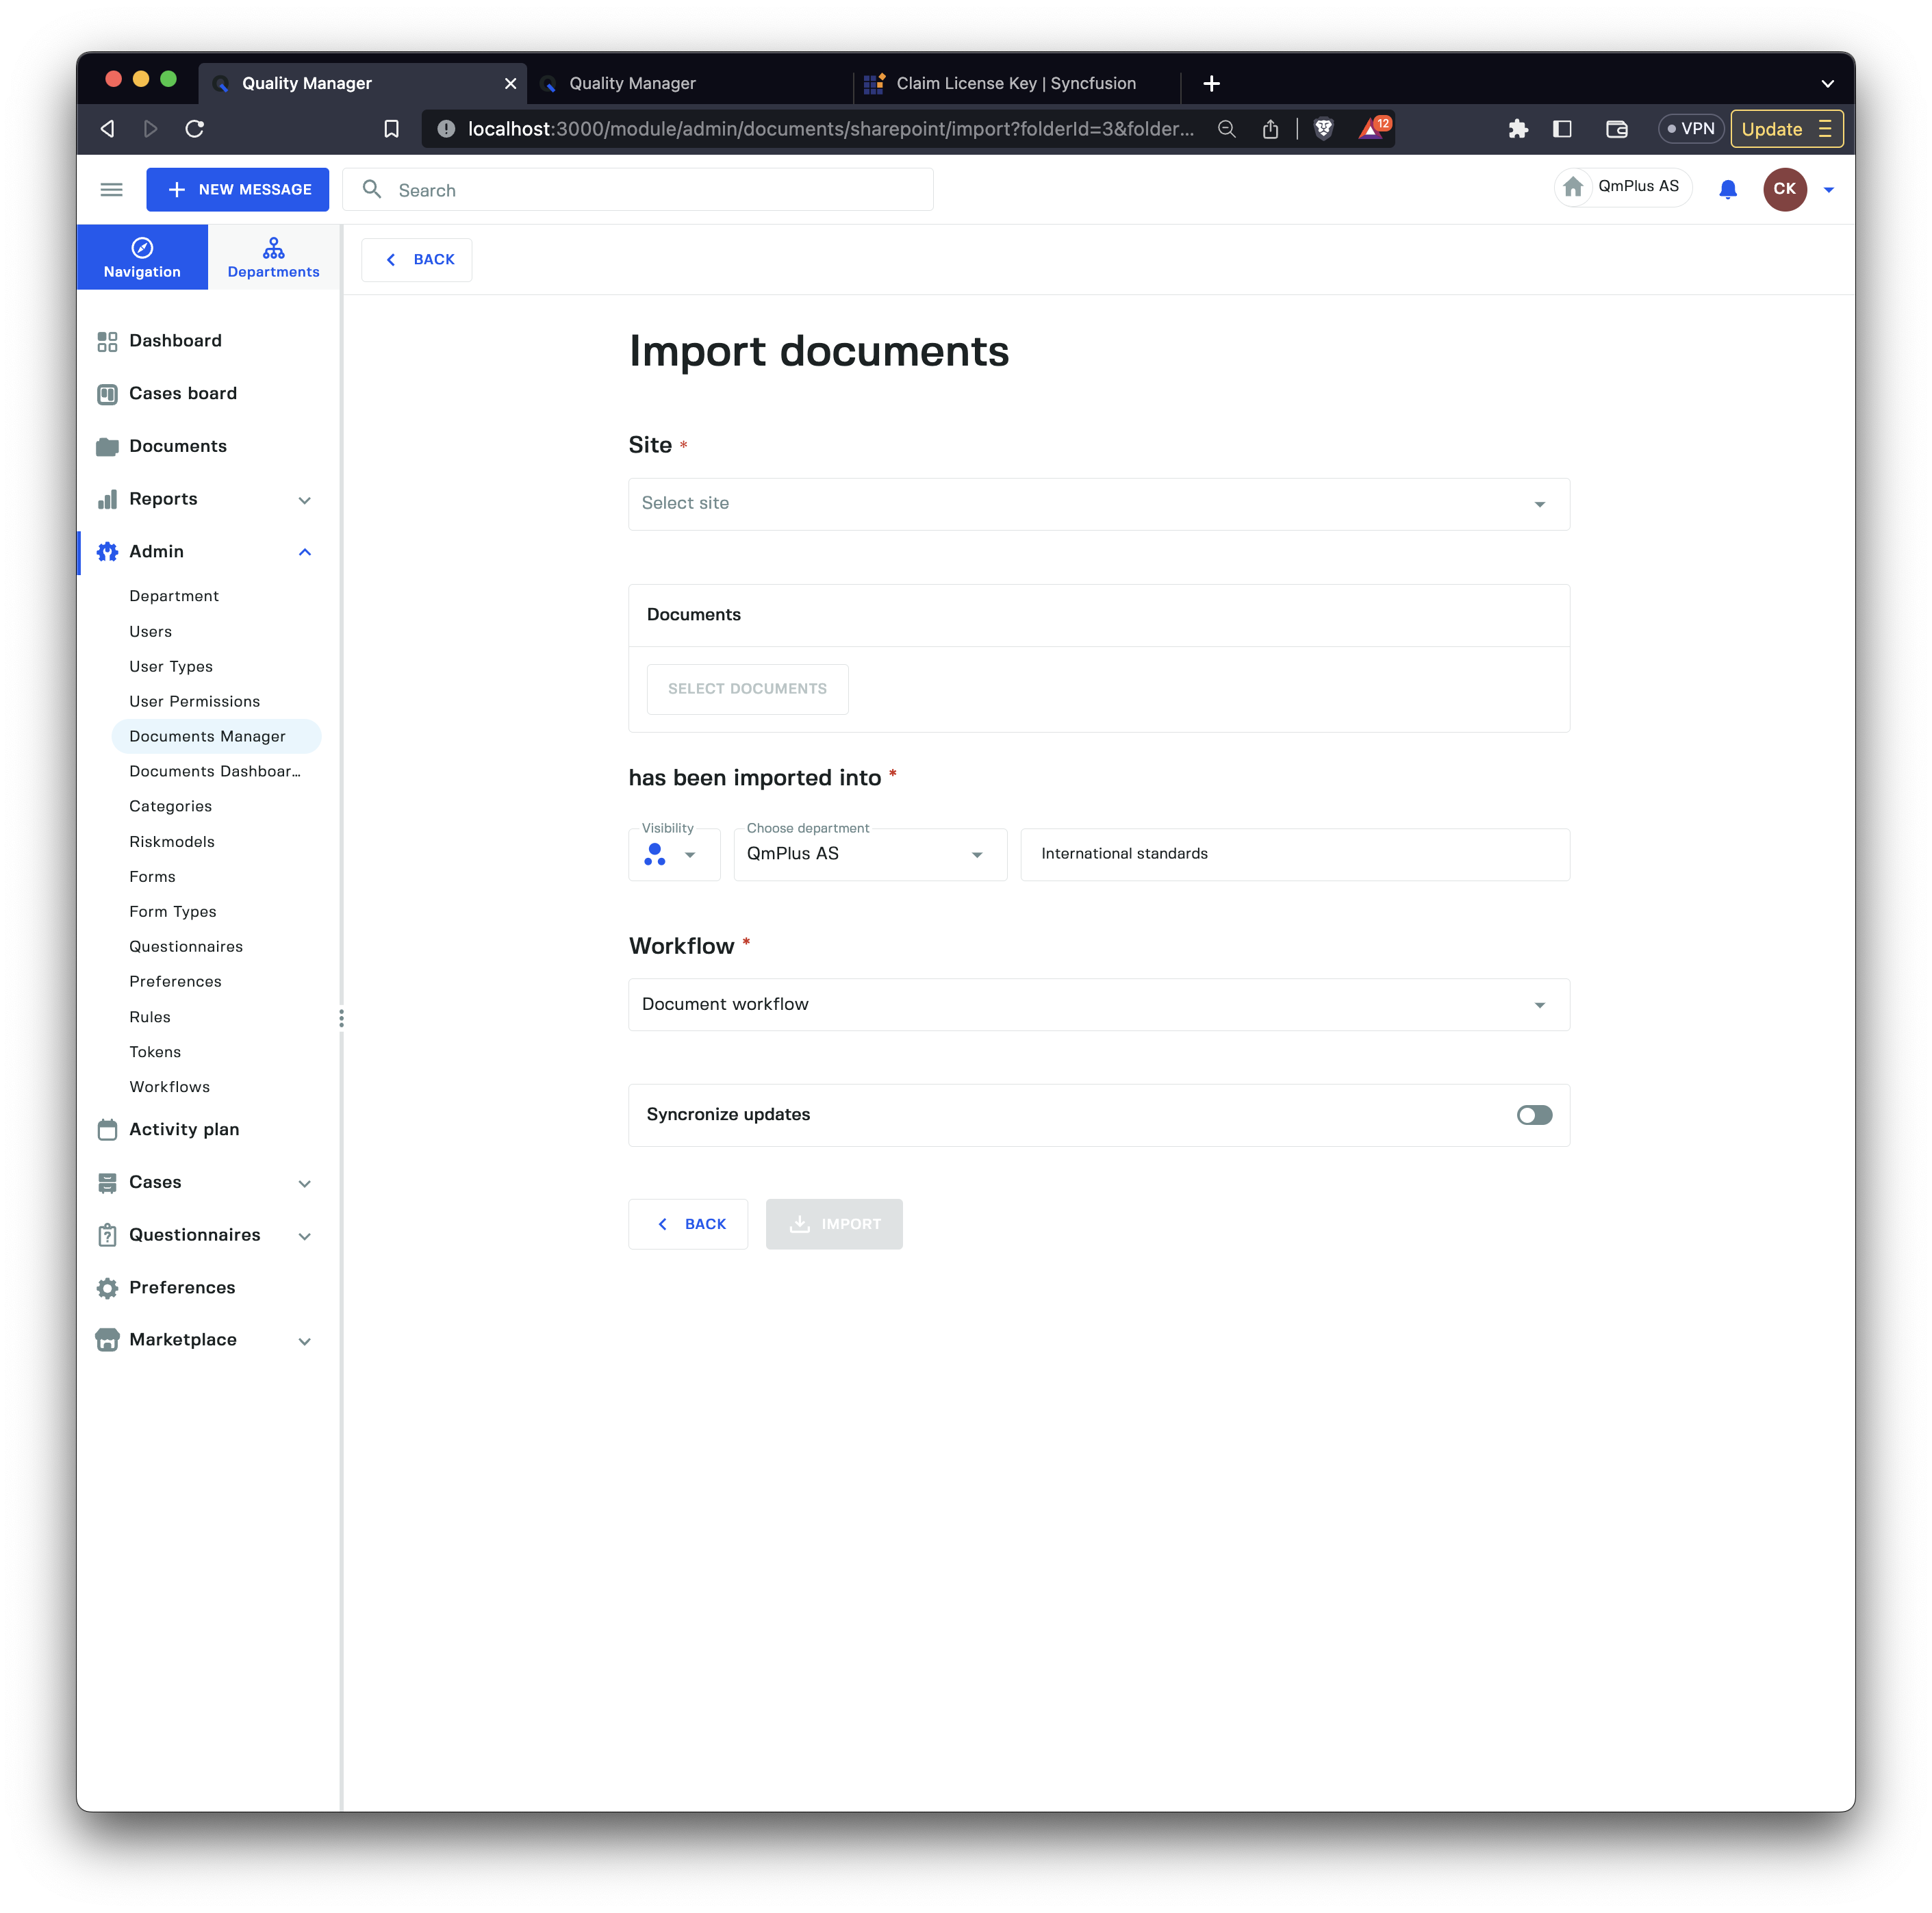 Quality Manager
Quality Manager
Claim License Key | Syncfusion
localhost:3000/module/admin/documents/sharepoint/import?folderId=3&folder...
12
VPN
Update
NEW MESSAGE
Search
QmPlus AS
CK
Navigation
Departments
BACK
Dashboard
Cases board
Documents
Reports
Admin
Department
Users
User Types
User Permissions
Documents Manager
Documents Dashboar...
Categories
Riskmodels
Forms
Form Types
Questionnaires
Preferences
Rules
Tokens
Workflows
Activity plan
Cases
Questionnaires
Preferences
Marketplace
Import documents
Site *
Select site
Documents
SELECT DOCUMENTS
has been imported into *
Visibility
Choose department
QmPlus AS
International standards
Workflow *
Document workflow
Syncronize updates
BACK
IMPORT